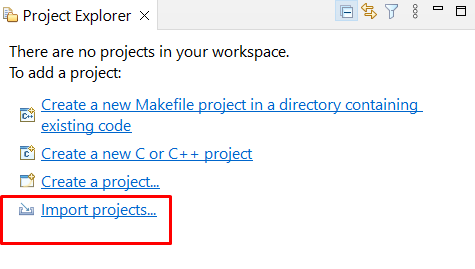 Project Explorer
There are no projects in your workspace.
To add a project:
Create a new Makefile project in a directory containing
existing code
Create a new C or C++ project
Create a project...
Import projects...